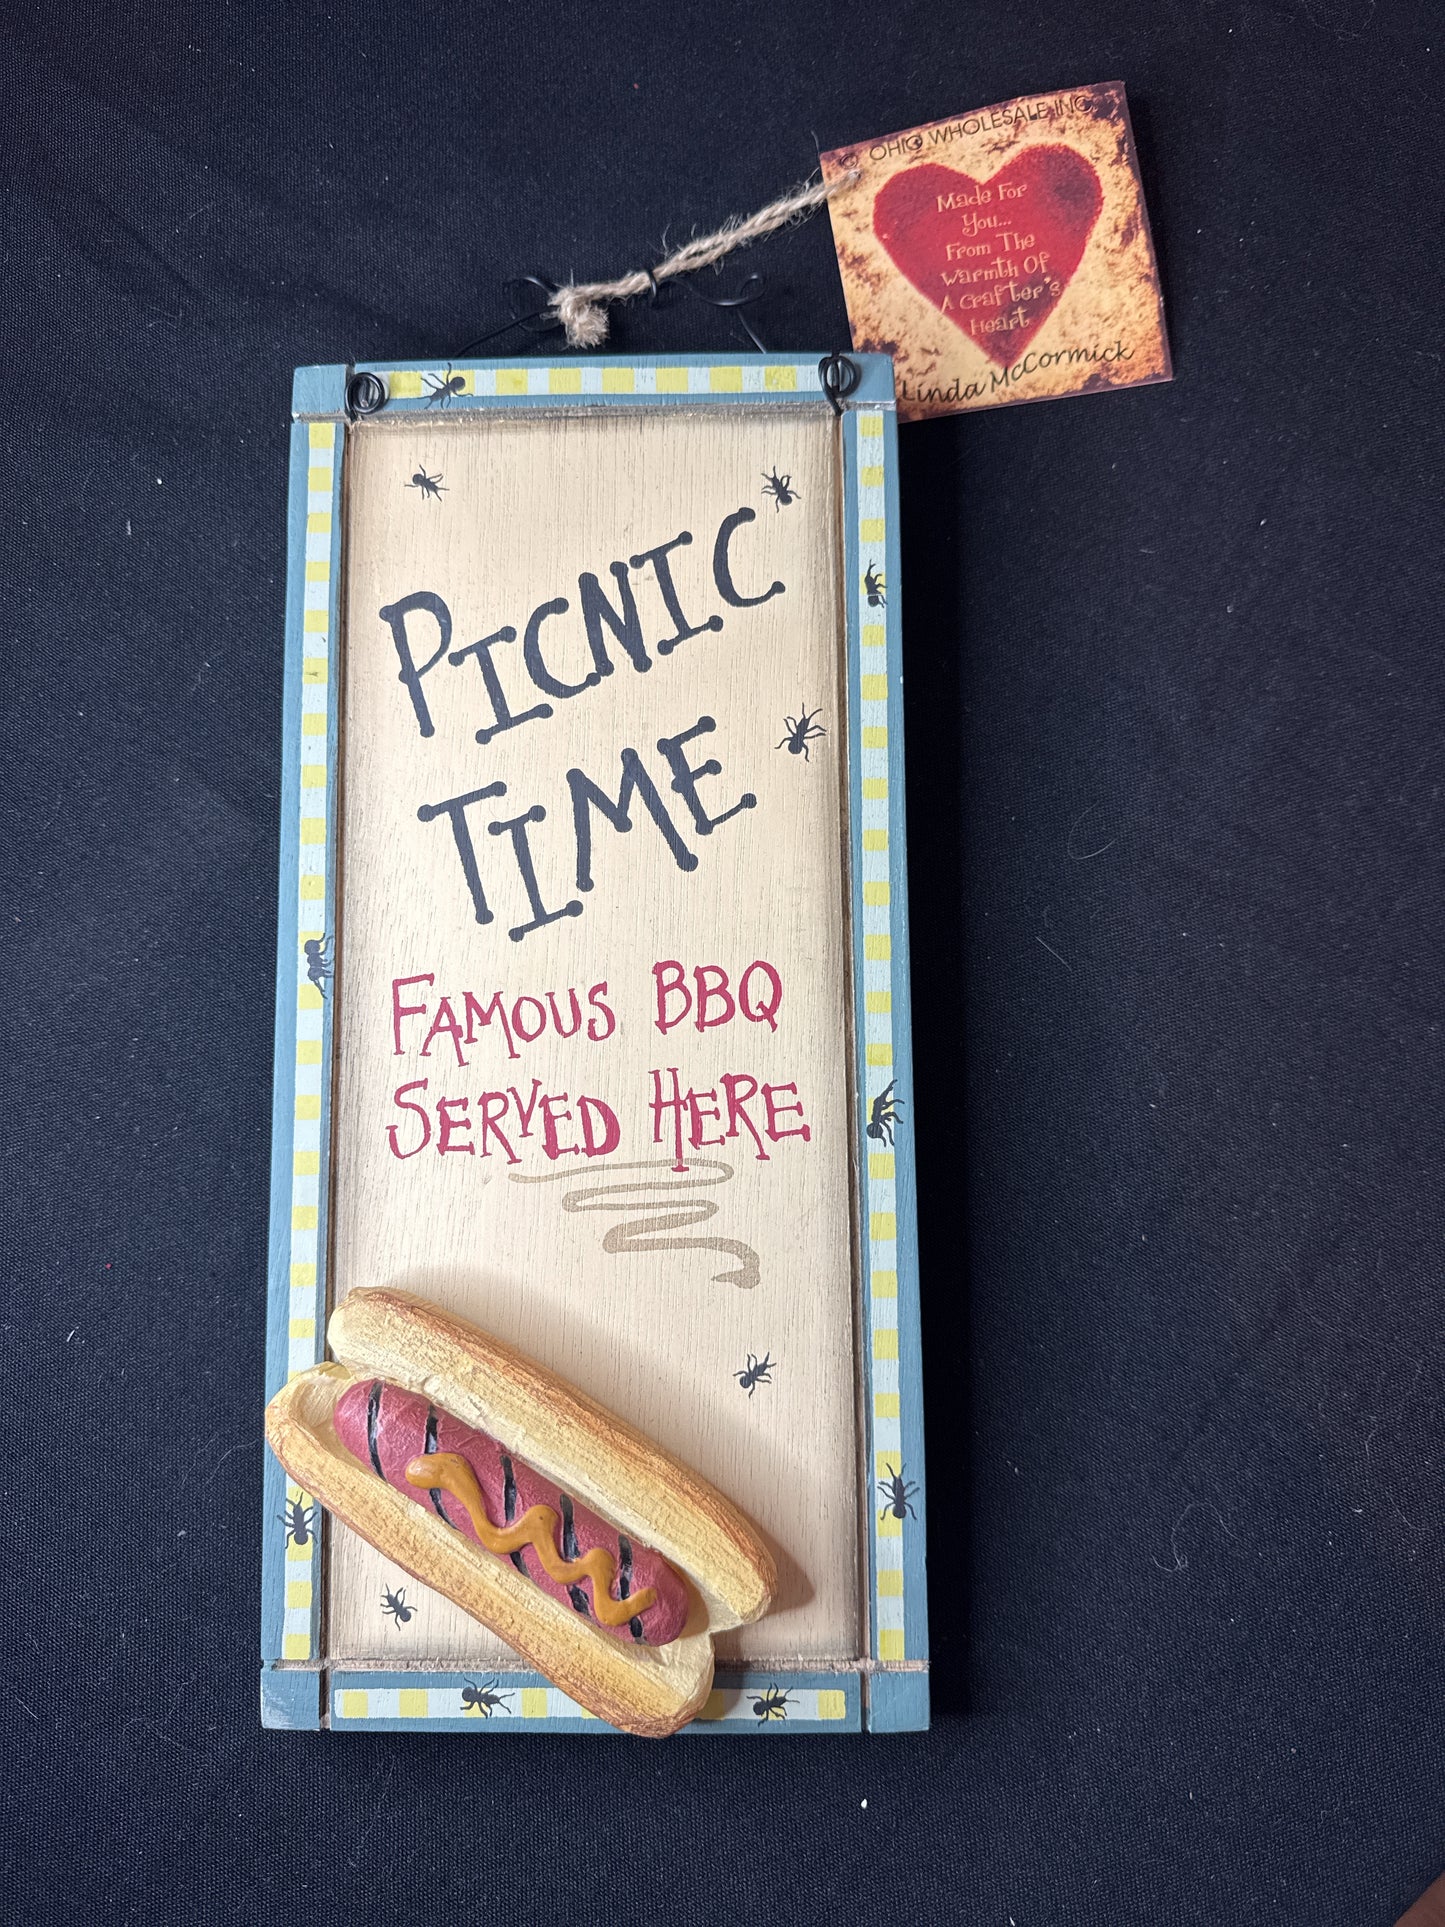 © OHIO WHOLESALE INC.
Made For
You...
From The
Warmth Of
A Crafter's
Heart
Linda McCormick
PICNIC
TIME
FAMOUS BBQ
SERVED HERE